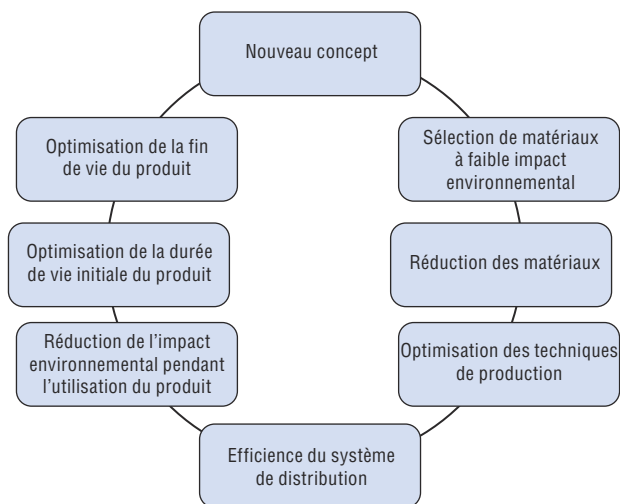 Nouveau concept
Sélection de matériaux
à faible impact
environnemental
Réduction des matériaux
Optimisation des techniques
de production
Efficience du système
de distribution
Réduction de l'impact
environnemental pendant
l'utilisation du produit
Optimisation de la durée
de vie initiale du produit
Optimisation de la fin
de vie du produit